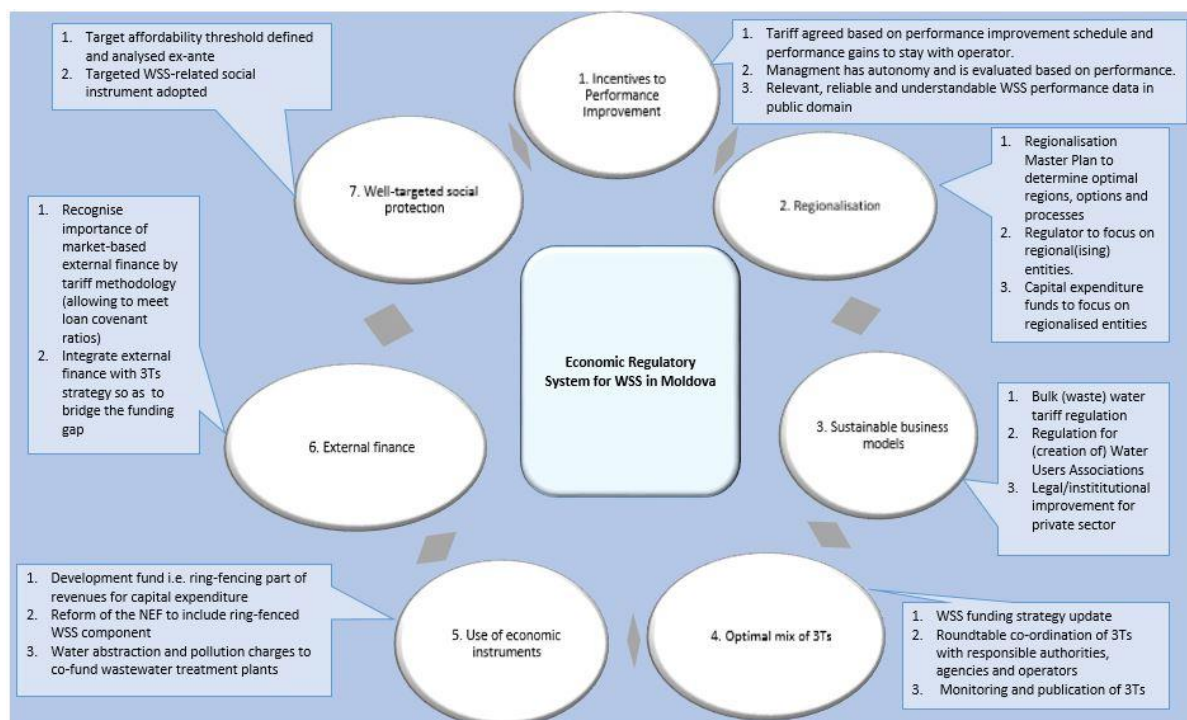 1. Target affordability threshold defined
and analysed ex-ante
2. Targeted WSS-related social
instrument adopted
1. Incentives to
Performance
Improvement
1. Tariff agreed based on performance improvement schedule and
performance gains to stay with operator.
2. Managment has autonomy and is evaluated based on performance.
3. Relevant, reliable and understandable WSS performance data in
public domain
7. Well-targeted social
protection
2. Regionalisation
1. Regionalisation
Master Plan to
determine optimal
regions, options and
processes
2. Regulator to focus on
regional(ising)
entities.
3. Capital expenditure
funds to focus on
regionalised entities
1. Recognise
importance of
market-based
external finance by
tariff methodology
(allowing to meet
loan covenant
ratios)
2. Integrate external
finance with 3Ts
strategy so as to
bridge the funding
gap
Economic Regulatory
System for WSS in Moldova
6. External finance
3. Sustainable business
models
1. Bulk (waste) water
tariff regulation
2. Regulation for
(creation of) Water
Users Associations
3. Legal/instititutional
improvement for
private sector
1. Development fund i.e. ring-fencing part of
revenues for capital expenditure
2. Reform of the NEF to include ring-fenced
WSS component
3. Water abstraction and pollution charges to
co-fund wastewater treatment plants
5. Use of economic
instruments
4. Optimal mix of 3Ts
1. WSS funding strategy update
2. Roundtable co-ordination of 3Ts
with responsible authorities,
agencies and operators
3. Monitoring and publication of 3Ts